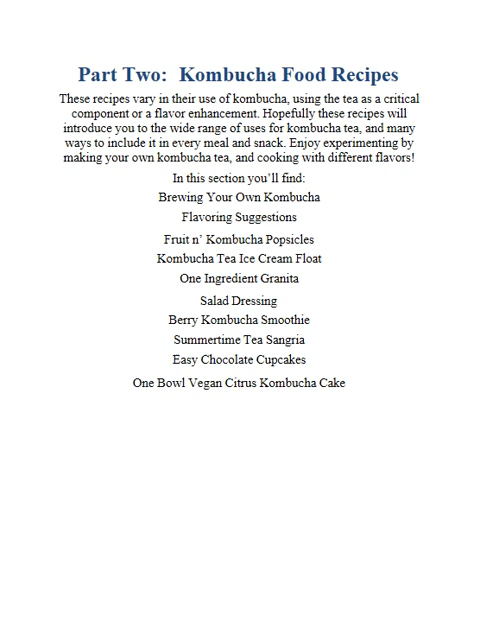 Part Two:  Kombucha Food Recipes
These recipes vary in their use of kombucha, using the tea as a critical
component or a flavor enhancement. Hopefully these recipes will
introduce you to the wide range of uses for kombucha tea, and many
ways to include it in every meal and snack. Enjoy experimenting by
making your own kombucha tea, and cooking with different flavors!
In this section you’ll find:
Brewing Your Own Kombucha
Flavoring Suggestions
Fruit n’ Kombucha Popsicles
Kombucha Tea Ice Cream Float
One Ingredient Granita
Salad Dressing
Berry Kombucha Smoothie
Summertime Tea Sangria
Easy Chocolate Cupcakes
One Bowl Vegan Citrus Kombucha Cake